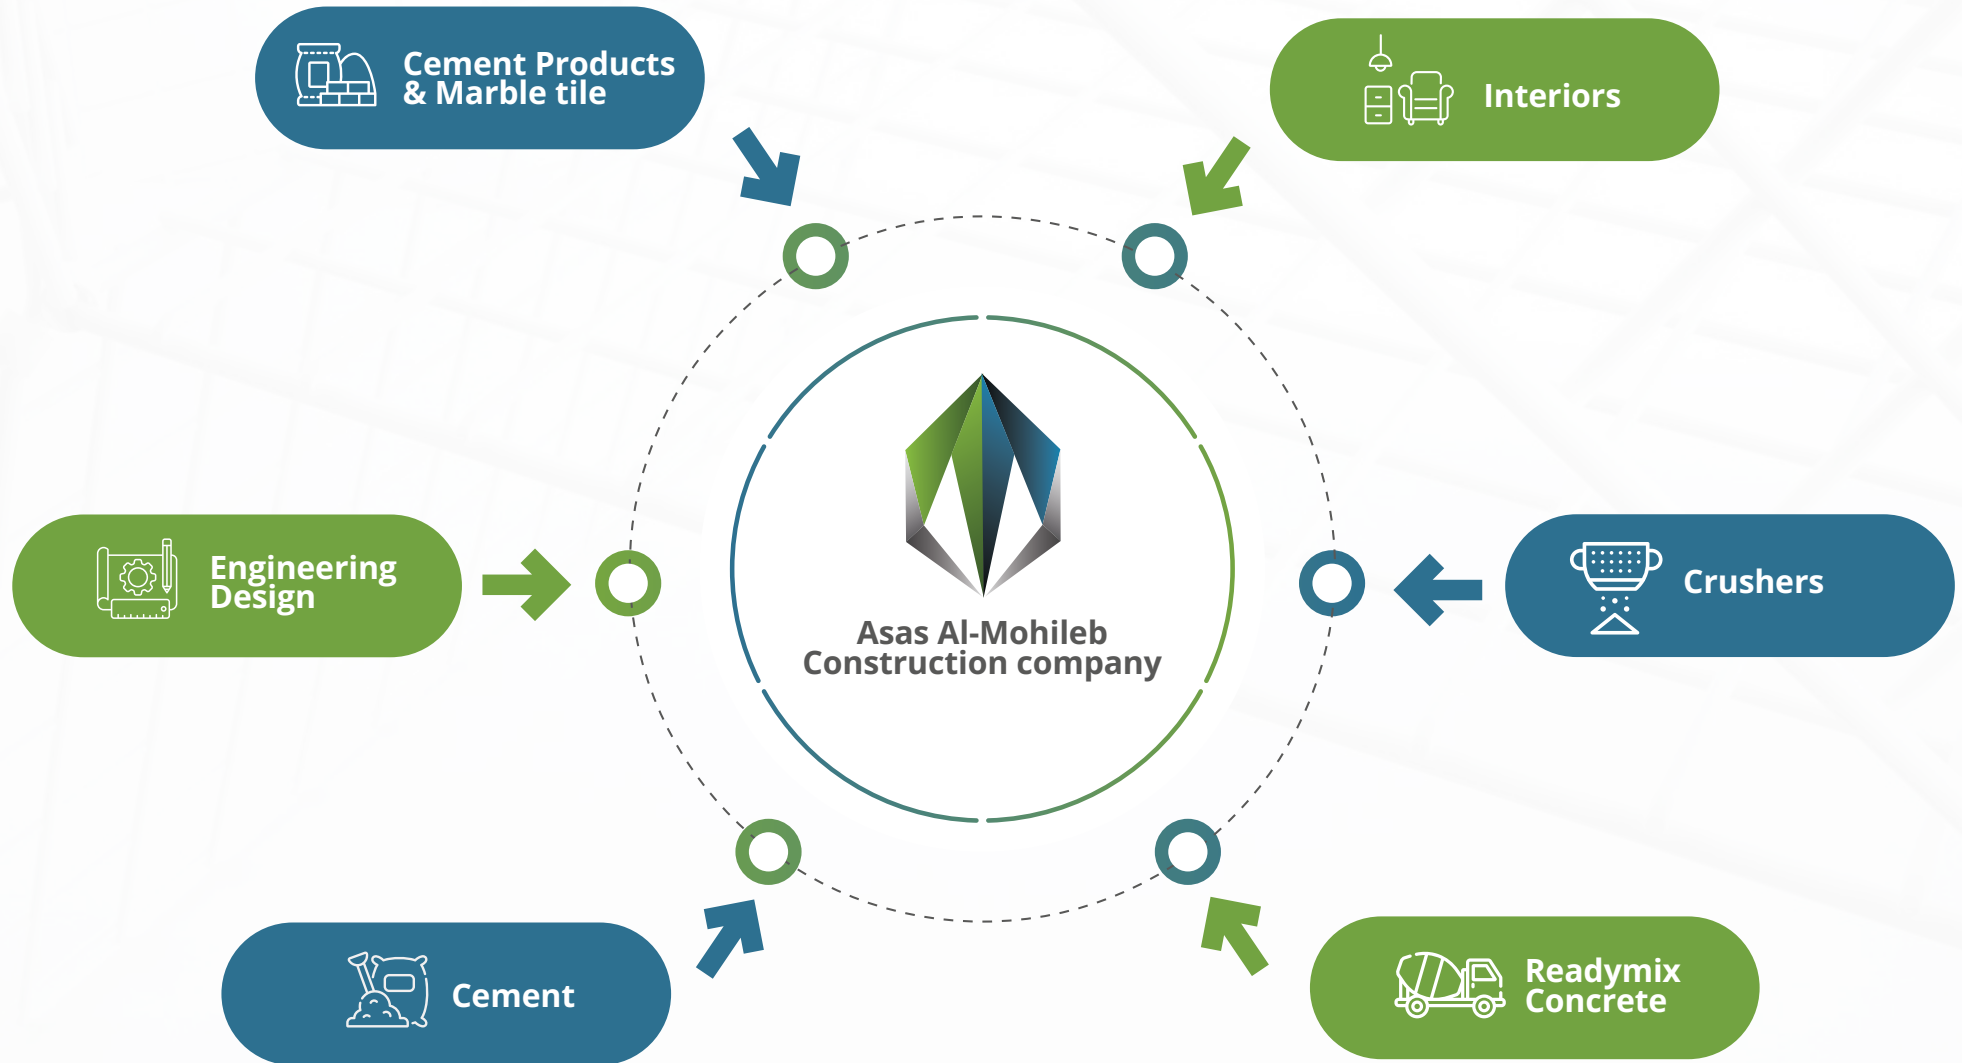 Cement Products
& Marble tile
Interiors
Engineering
Design
Asas Al-Mohileb
Construction company
Crushers
Cement
Readymix
Concrete